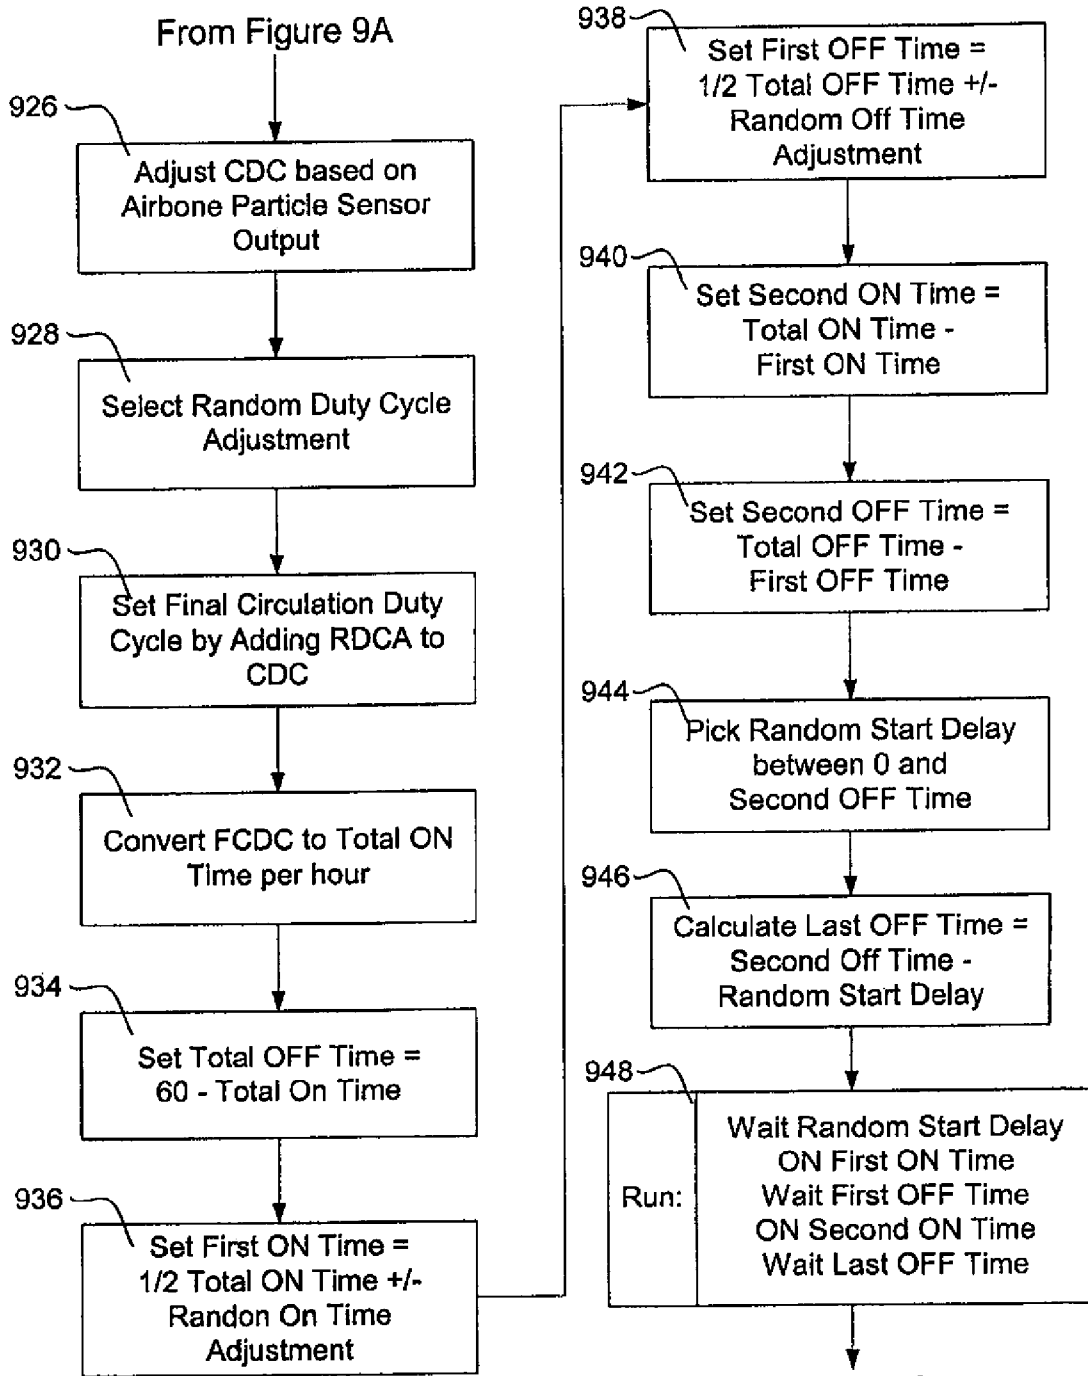 From Figure 9A
926
Adjust CDC based on
Airbone Particle Sensor
Output
928
Select Random Duty Cycle
Adjustment
930
Set Final Circulation Duty
Cycle by Adding RDCA to
CDC
932
Convert FCDC to Total ON
Time per hour
934
Set Total OFF Time =
60 - Total On Time
936
Set First ON Time =
1/2 Total ON Time +/-
Randon On Time
Adjustment
938
Set First OFF Time =
1/2 Total OFF Time +/-
Random Off Time
Adjustment
940
Set Second ON Time =
Total ON Time -
First ON Time
942
Set Second OFF Time =
Total OFF Time -
First OFF Time
944
Pick Random Start Delay
between 0 and
Second OFF Time
946
Calculate Last OFF Time =
Second Off Time -
Random Start Delay
948
Run:
Wait Random Start Delay
ON First ON Time
Wait First OFF Time
ON Second ON Time
Wait Last OFF Time